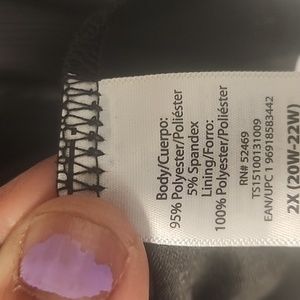 Body/Cuerpo:
95% Polyester/Poliéster
5% Spandex
Lining/Forro:
100% Polyester/Poliéster
RN# 52469
TS15100131009
EAN/UPC 1 96918583442
2X (20W-22W)